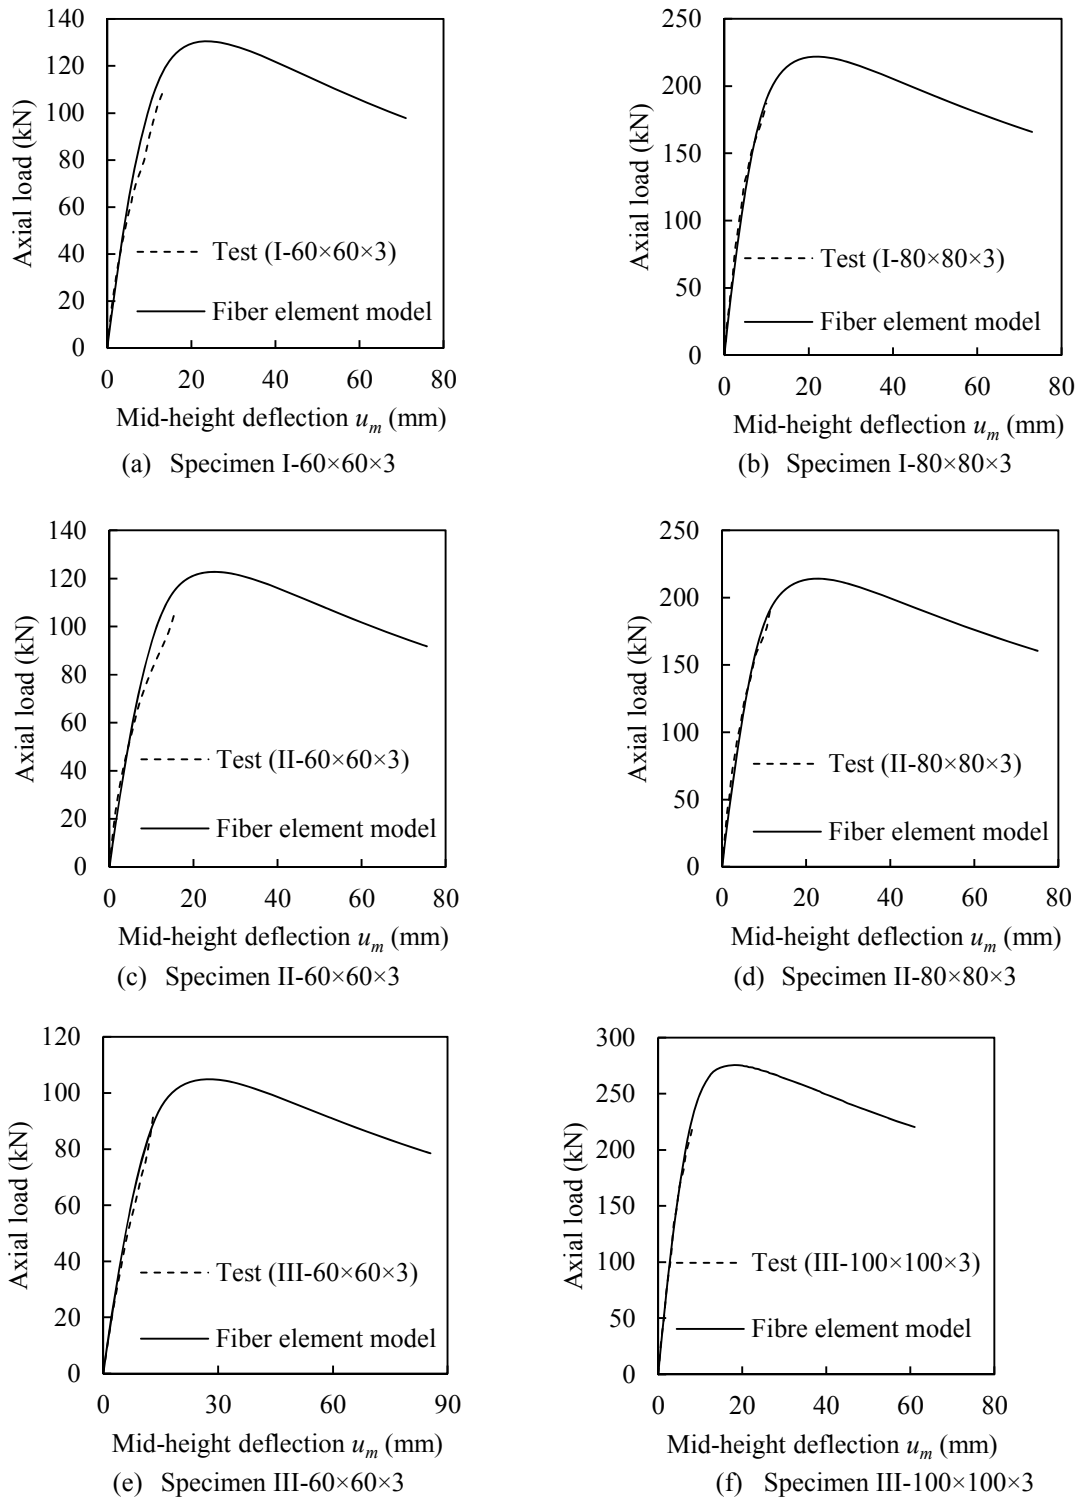 140
120
100
80
60
40
20
0
Axial load (kN)
Test (I-60×60×3)
Fiber element model
0 20 40 60 80
Mid-height deflection u_m (mm)
(a) Specimen I-60×60×3
250
200
150
100
50
0
Axial load (kN)
Test (I-80×80×3)
Fiber element model
0 20 40 60 80
Mid-height deflection u_m (mm)
(b) Specimen I-80×80×3
140
120
100
80
60
40
20
0
Axial load (kN)
Test (II-60×60×3)
Fiber element model
0 20 40 60 80
Mid-height deflection u_m (mm)
(c) Specimen II-60×60×3
250
200
150
100
50
0
Axial load (kN)
Test (II-80×80×3)
Fiber element model
0 20 40 60 80
Mid-height deflection u_m (mm)
(d) Specimen II-80×80×3
120
100
80
60
40
20
0
Axial load (kN)
Test (III-60×60×3)
Fiber element model
0 30 60 90
Mid-height deflection u_m (mm)
(e) Specimen III-60×60×3
300
250
200
150
100
50
0
Axial load (kN)
Test (III-100×100×3)
Fibre element model
0 20 40 60 80
Mid-height deflection u_m (mm)
(f) Specimen III-100×100×3